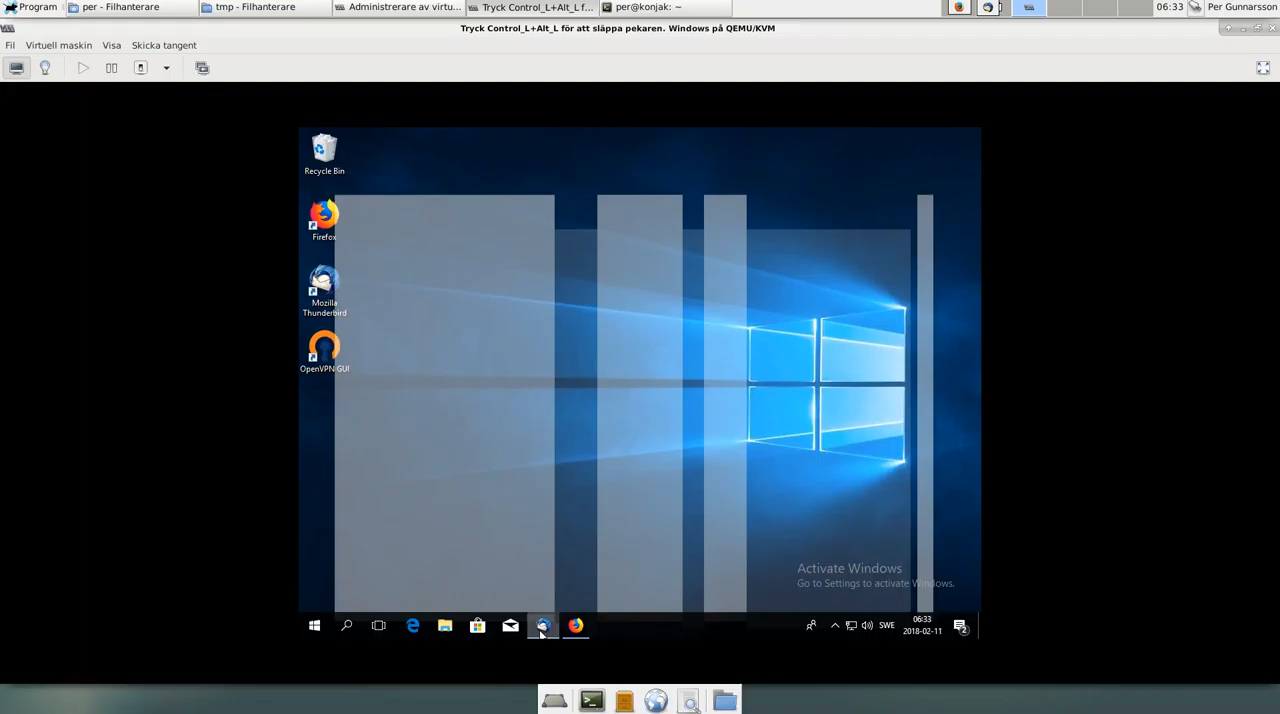 Program
per - Filhanterare
tmp - Filhanterare
Administrerare av virtu...
Tryck Control_L+Alt_L f...
per@konjak: ~
06:33
Per Gunnarsson
Tryck Control_L+Alt_L för att släppa pekaren. Windows på QEMU/KVM
Fil
Virtuell maskin
Visa
Skicka tangent
Recycle Bin
Firefox
Mozilla
Thunderbird
OpenVPN GUI
Activate Windows
Go to Settings to activate Windows.
SWE
06:33
2018-02-11
2